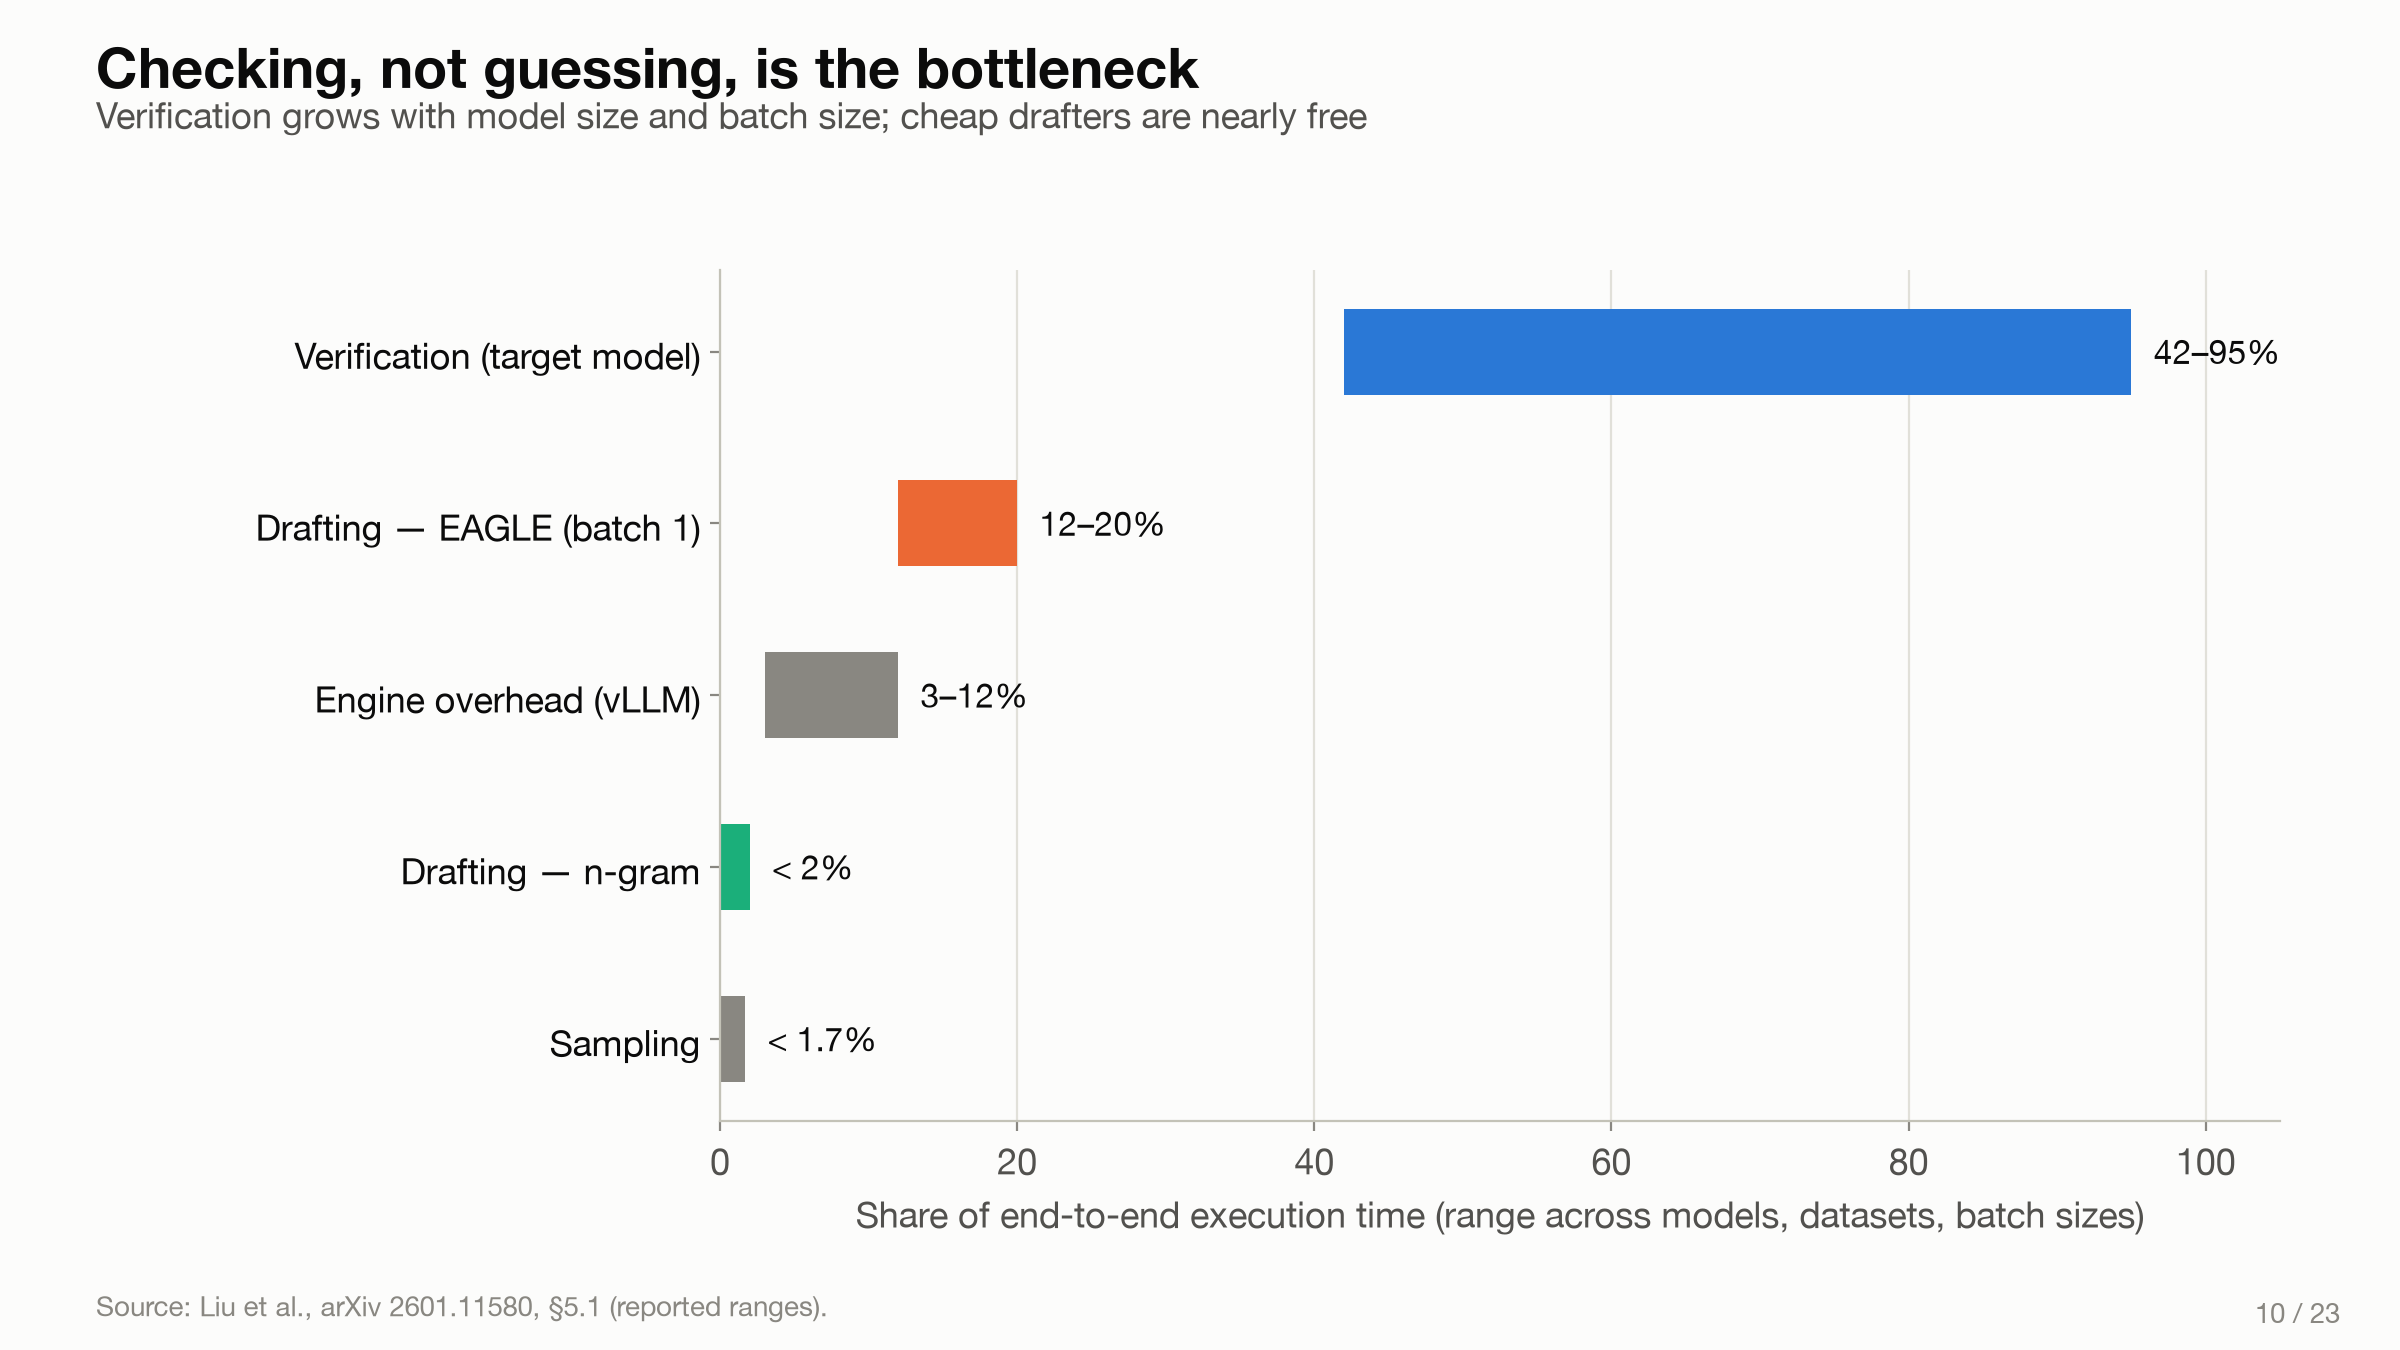 Checking, not guessing, is the bottleneck
Verification grows with model size and batch size; cheap drafters are nearly free
Verification (target model)
42–95%
Drafting — EAGLE (batch 1)
12–20%
Engine overhead (vLLM)
3–12%
Drafting — n-gram
< 2%
Sampling
< 1.7%
0 20 40 60 80 100
Share of end-to-end execution time (range across models, datasets, batch sizes)
Source: Liu et al., arXiv 2601.11580, §5.1 (reported ranges).
10 / 23